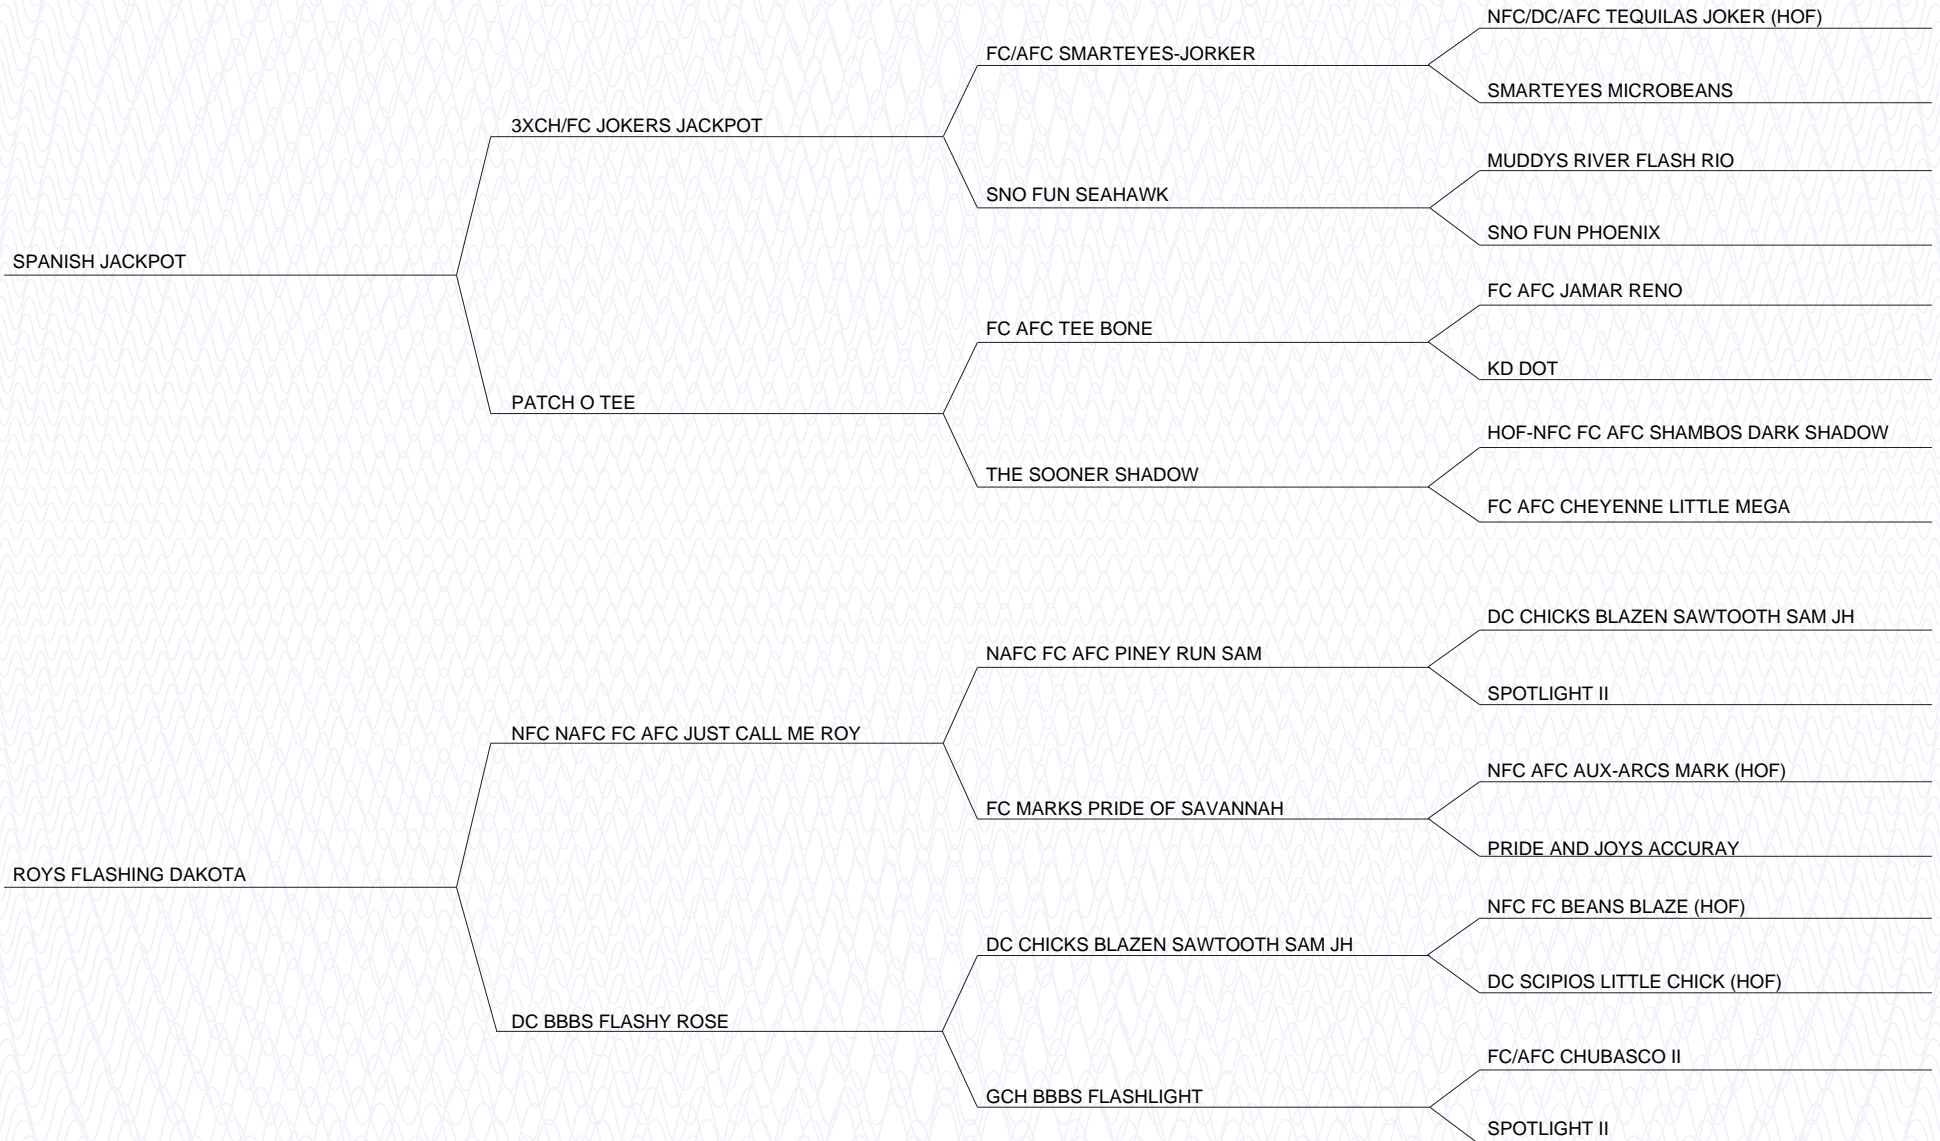 NFC/DC/AFC TEQUILAS JOKER (HOF)
FC/AFC SMARTEYES-JORKER
SMARTEYES MICROBEANS
3XCH/FC JOKERS JACKPOT
MUDDYS RIVER FLASH RIO
SNO FUN SEAHAWK
SNO FUN PHOENIX
SPANISH JACKPOT
FC AFC JAMAR RENO
FC AFC TEE BONE
KD DOT
PATCH O TEE
HOF-NFC FC AFC SHAMBOS DARK SHADOW
THE SOONER SHADOW
FC AFC CHEYENNE LITTLE MEGA
DC CHICKS BLAZEN SAWTOOTH SAM JH
NAFC FC AFC PINEY RUN SAM
SPOTLIGHT II
NFC NAFC FC AFC JUST CALL ME ROY
NFC AFC AUX-ARCS MARK (HOF)
FC MARKS PRIDE OF SAVANNAH
PRIDE AND JOYS ACCURAY
ROYS FLASHING DAKOTA
NFC FC BEANS BLAZE (HOF)
DC CHICKS BLAZEN SAWTOOTH SAM JH
DC SCIPIOS LITTLE CHICK (HOF)
DC BBBS FLASHY ROSE
FC/AFC CHUBASCO II
GCH BBBS FLASHLIGHT
SPOTLIGHT II